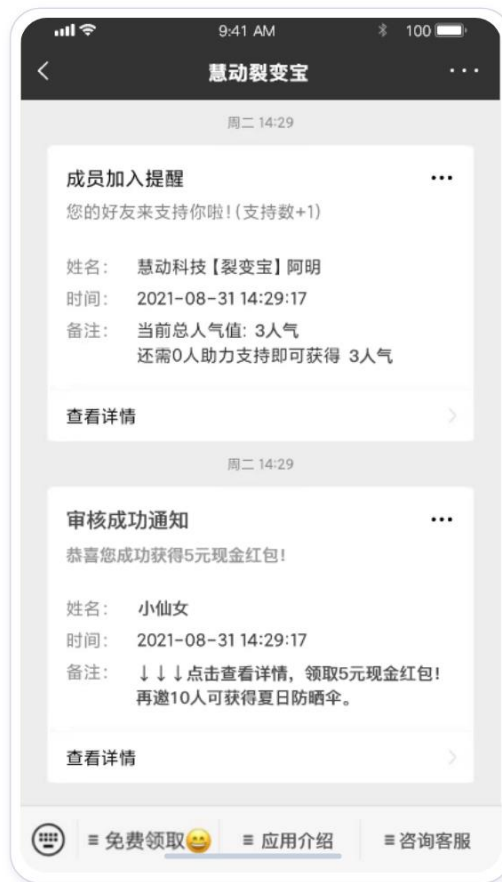 9:41 AM
100
慧动裂变宝
周二 14:29
成员加入提醒
您的好友来支持你啦!(支持数+1)
姓名: 慧动科技【裂变宝】阿明
时间: 2021-08-31 14:29:17
备注: 当前总人气值: 3人气
还需0人助力支持即可获得 3人气
查看详情
周二 14:29
审核成功通知
恭喜您成功获得5元现金红包!
姓名: 小仙女
时间: 2021-08-31 14:29:17
备注: ↓↓↓点击查看详情, 领取5元现金红包!
再邀10人可获得夏日防晒伞。
查看详情
免费领取😄 应用介绍 咨询客服